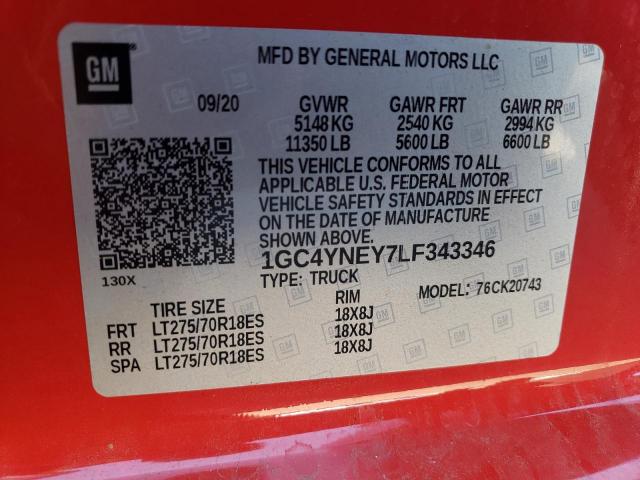 GM
MFD BY GENERAL MOTORS LLC
09/20 GVWR GAWR FRT GAWR RR
5148 KG 2540 KG 2994 KG
11350 LB 5600 LB 6600 LB
THIS VEHICLE CONFORMS TO ALL
APPLICABLE U.S. FEDERAL MOTOR
VEHICLE SAFETY STANDARDS IN EFFECT
ON THE DATE OF MANUFACTURE
SHOWN ABOVE.
1GC4YNEY7LF343346
130X
TYPE: TRUCK
MODEL: 76CK20743
TIRE SIZE RIM
FRT LT275/70R18ES 18X8J
RR LT275/70R18ES 18X8J
SPA LT275/70R18ES 18X8J